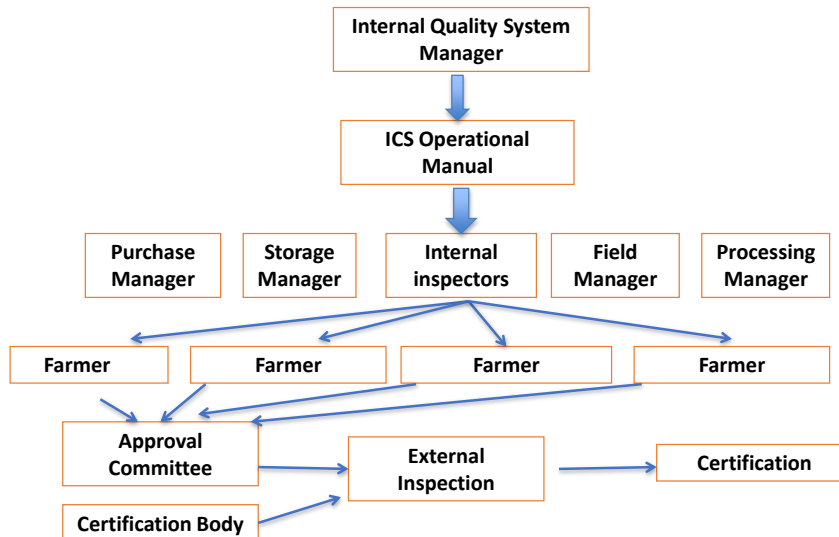 Internal Quality System
Manager
ICS Operational
Manual
Purchase
Manager
Storage
Manager
Internal
inspectors
Field
Manager
Processing
Manager
Farmer
Farmer
Farmer
Farmer
Approval
Committee
External
Inspection
Certification
Certification Body